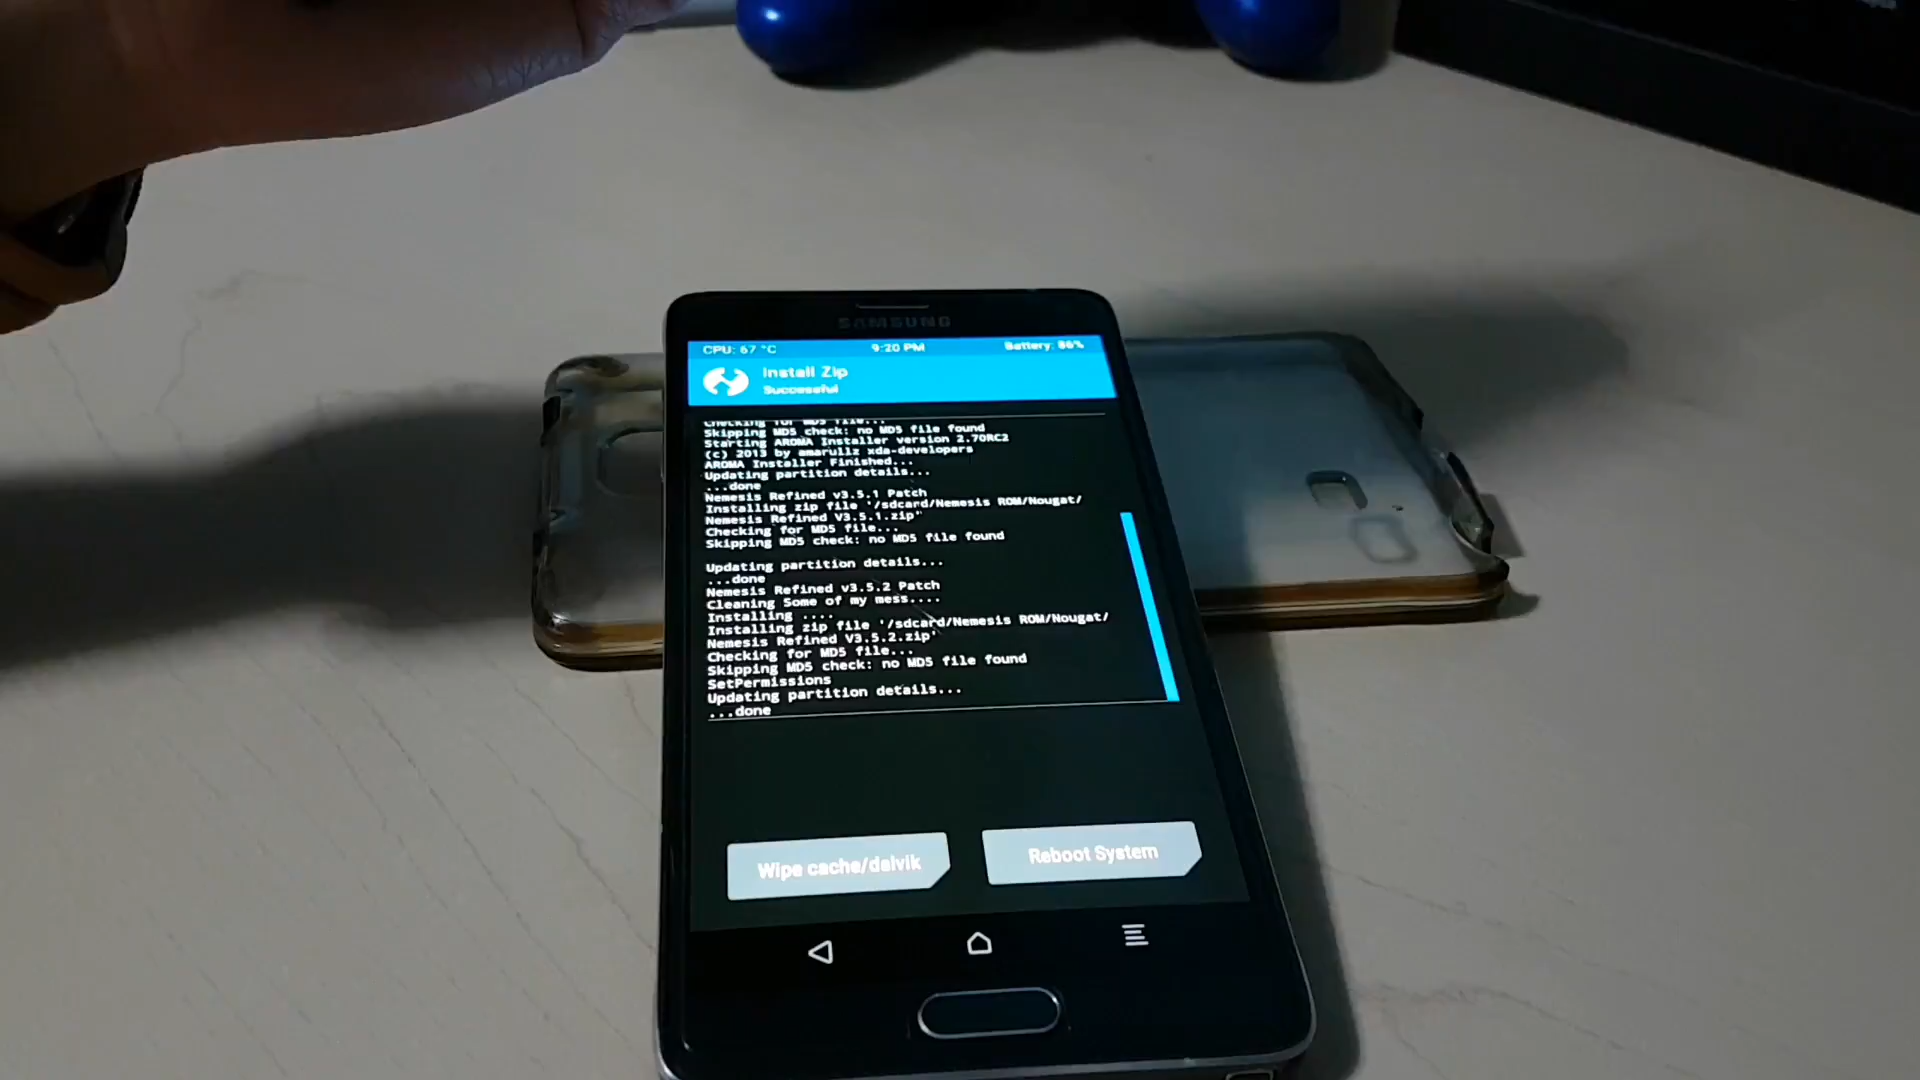 SAMSUNG
CPU: 67 °C
9:20 PM
Battery: 86%
Install Zip
Successful
Checking for MD5 file...
Skipping MD5 check: no MD5 file found
Starting AROMA Installer version 2.70RC2
(c) 2013 by amarullz xda-developers
AROMA Installer Finished...
Updating partition details...
...done
Nemesis Refined v3.5.1 Patch
Installing zip file '/sdcard/Nemesis ROM/Nougat/
Nemesis Refined V3.5.1.zip'
Checking for MD5 file...
Skipping MD5 check: no MD5 file found
Updating partition details...
...done
Nemesis Refined v3.5.2 Patch
Cleaning Some of my mess....
Installing ....
Installing zip file '/sdcard/Nemesis ROM/Nougat/
Nemesis Refined V3.5.2.zip'
Checking for MD5 file...
Skipping MD5 check: no MD5 file found
SetPermissions
Updating partition details...
...done
Wipe cache/dalvik
Reboot System